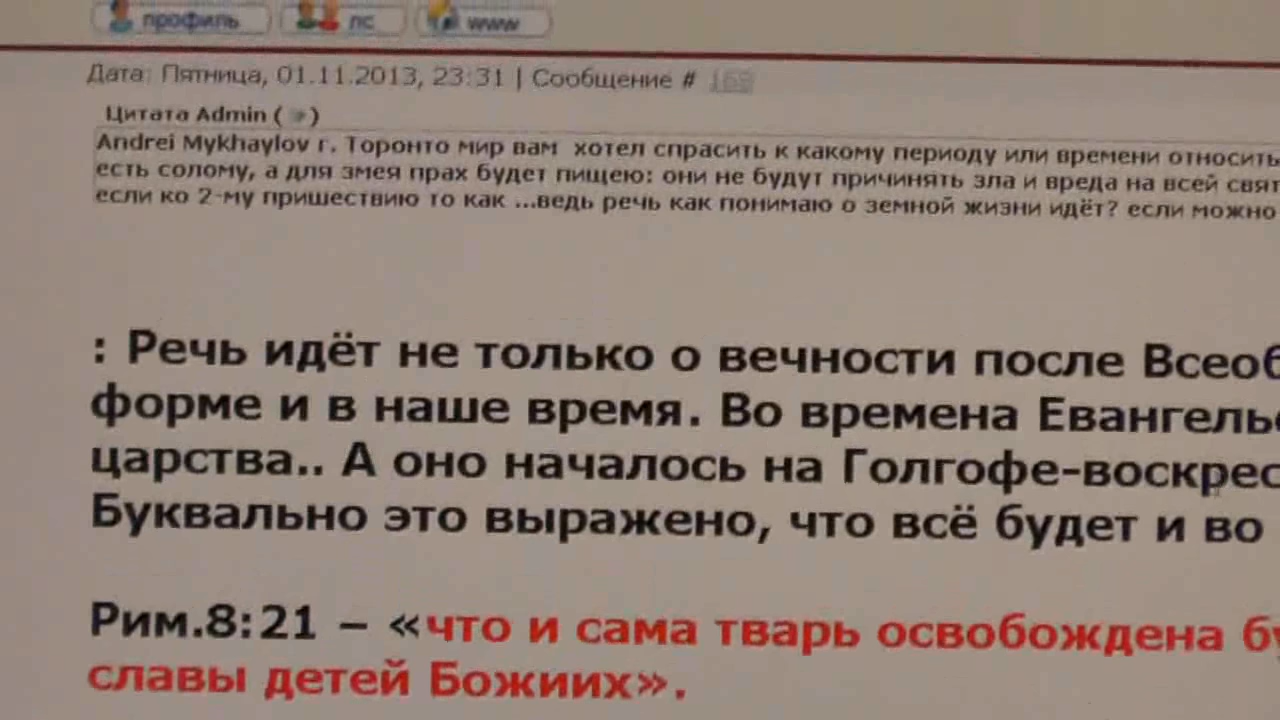 профиль лс www
Дата: Пятница, 01.11.2013, 23:31 | Сообщение # 169
Цитата Admin ( )
Andrei Mykhaylov г. Торонто мир вам хотел спрасить к какому периоду или времени относить
есть солому, а для змея прах будет пищею: они не будут причинять зла и вреда на всей свят
если ко 2-му пришествию то как ...ведь речь как понимаю о земной жизни идёт? если можно
: Речь идёт не только о вечности после Всеоб
форме и в наше время. Во времена Евангельс
царства.. А оно началось на Голгофе-воскрес
Буквально это выражено, что всё будет и во
Рим.8:21 – «что и сама тварь освобождена бу
славы детей Божиих».